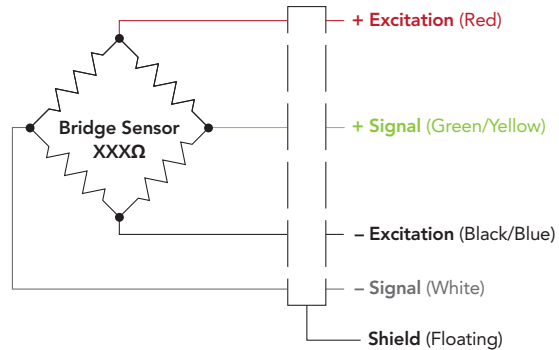 + Excitation (Red)
Bridge Sensor
XXXΩ
+ Signal (Green/Yellow)
– Excitation (Black/Blue)
– Signal (White)
Shield (Floating)